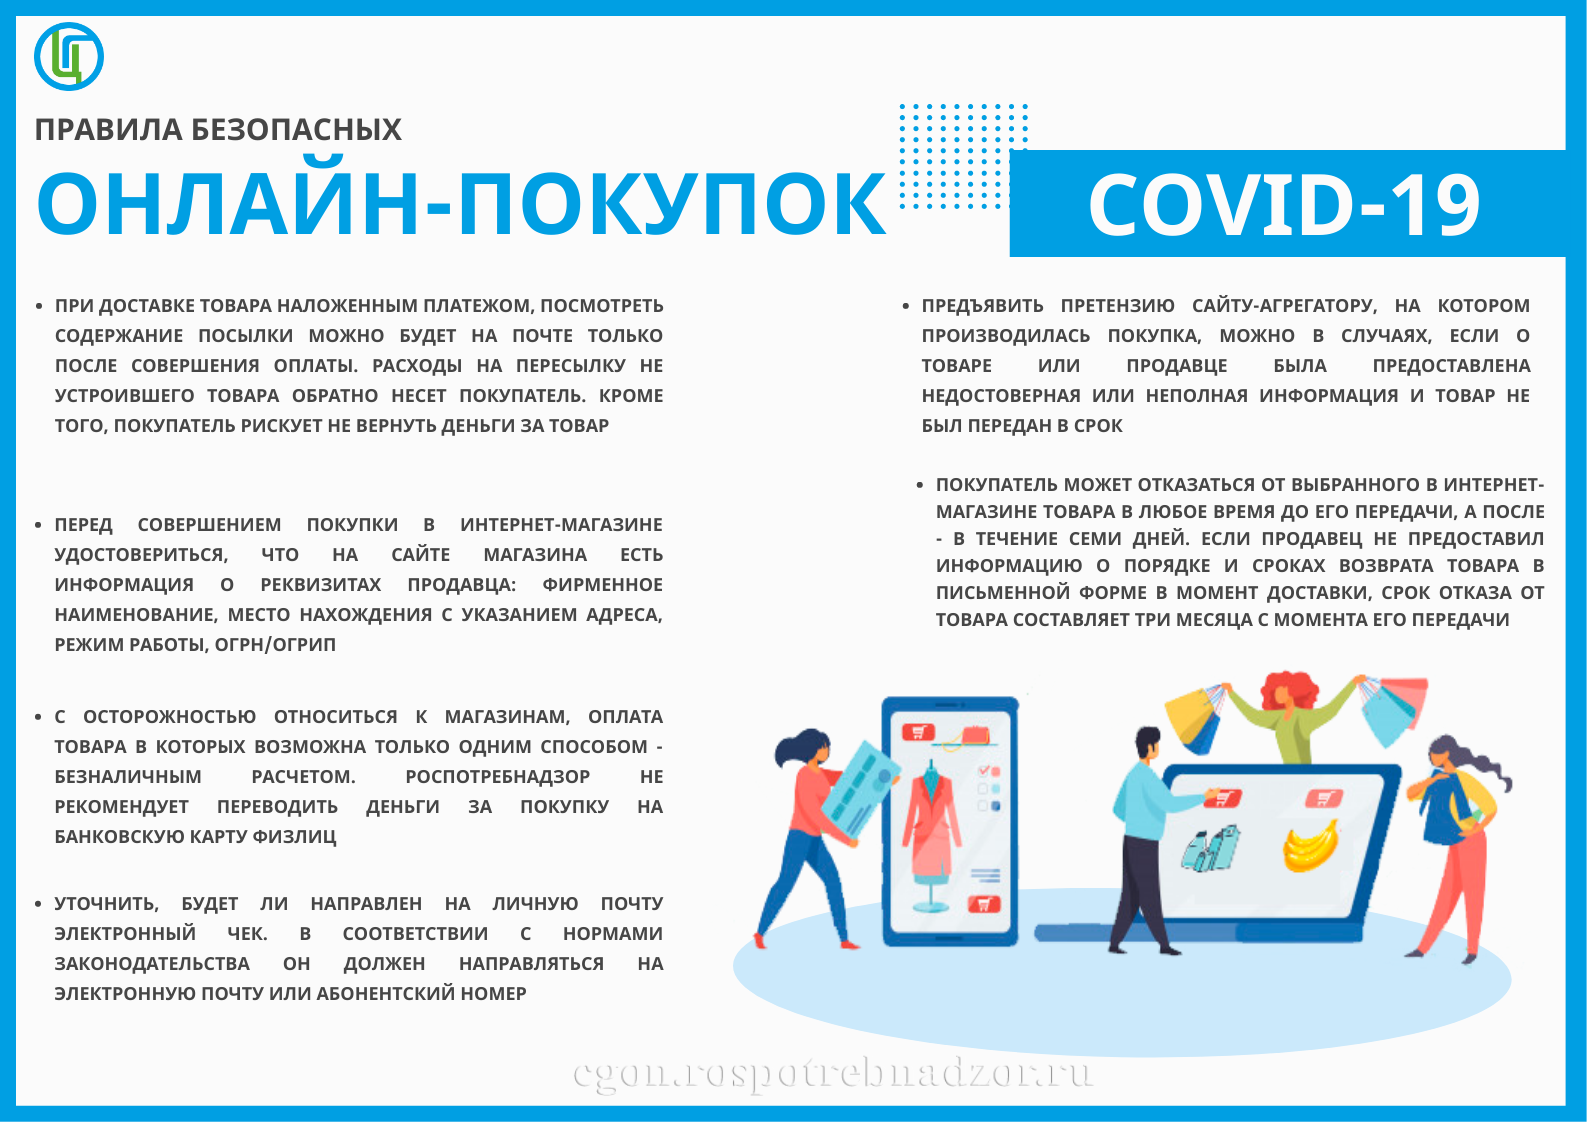 ПРАВИЛА БЕЗОПАСНЫХ
ОНЛАЙН-ПОКУПОК
COVID-19
• ПРИ ДОСТАВКЕ ТОВАРА НАЛОЖЕННЫМ ПЛАТЕЖОМ, ПОСМОТРЕТЬ
СОДЕРЖАНИЕ ПОСЫЛКИ МОЖНО БУДЕТ НА ПОЧТЕ ТОЛЬКО
ПОСЛЕ СОВЕРШЕНИЯ ОПЛАТЫ. РАСХОДЫ НА ПЕРЕСЫЛКУ НЕ
УСТРОИВШЕГО ТОВАРА ОБРАТНО НЕСЕТ ПОКУПАТЕЛЬ. КРОМЕ
ТОГО, ПОКУПАТЕЛЬ РИСКУЕТ НЕ ВЕРНУТЬ ДЕНЬГИ ЗА ТОВАР
• ПЕРЕД СОВЕРШЕНИЕМ ПОКУПКИ В ИНТЕРНЕТ-МАГАЗИНЕ
УДОСТОВЕРИТЬСЯ, ЧТО НА САЙТЕ МАГАЗИНА ЕСТЬ
ИНФОРМАЦИЯ О РЕКВИЗИТАХ ПРОДАВЦА: ФИРМЕННОЕ
НАИМЕНОВАНИЕ, МЕСТО НАХОЖДЕНИЯ С УКАЗАНИЕМ АДРЕСА,
РЕЖИМ РАБОТЫ, ОГРН/ОГРИП
• С ОСТОРОЖНОСТЬЮ ОТНОСИТЬСЯ К МАГАЗИНАМ, ОПЛАТА
ТОВАРА В КОТОРЫХ ВОЗМОЖНА ТОЛЬКО ОДНИМ СПОСОБОМ -
БЕЗНАЛИЧНЫМ РАСЧЕТОМ. РОСПОТРЕБНАДЗОР НЕ
РЕКОМЕНДУЕТ ПЕРЕВОДИТЬ ДЕНЬГИ ЗА ПОКУПКУ НА
БАНКОВСКУЮ КАРТУ ФИЗЛИЦ
• УТОЧНИТЬ, БУДЕТ ЛИ НАПРАВЛЕН НА ЛИЧНУЮ ПОЧТУ
ЭЛЕКТРОННЫЙ ЧЕК. В СООТВЕТСТВИИ С НОРМАМИ
ЗАКОНОДАТЕЛЬСТВА ОН ДОЛЖЕН НАПРАВЛЯТЬСЯ НА
ЭЛЕКТРОННУЮ ПОЧТУ ИЛИ АБОНЕНТСКИЙ НОМЕР
• ПРЕДЪЯВИТЬ ПРЕТЕНЗИЮ САЙТУ-АГРЕГАТОРУ, НА КОТОРОМ
ПРОИЗВОДИЛАСЬ ПОКУПКА, МОЖНО В СЛУЧАЯХ, ЕСЛИ О
ТОВАРЕ ИЛИ ПРОДАВЦЕ БЫЛА ПРЕДОСТАВЛЕНА
НЕДОСТОВЕРНАЯ ИЛИ НЕПОЛНАЯ ИНФОРМАЦИЯ И ТОВАР НЕ
БЫЛ ПЕРЕДАН В СРОК
• ПОКУПАТЕЛЬ МОЖЕТ ОТКАЗАТЬСЯ ОТ ВЫБРАННОГО В ИНТЕРНЕТ-
МАГАЗИНЕ ТОВАРА В ЛЮБОЕ ВРЕМЯ ДО ЕГО ПЕРЕДАЧИ, А ПОСЛЕ
- В ТЕЧЕНИЕ СЕМИ ДНЕЙ. ЕСЛИ ПРОДАВЕЦ НЕ ПРЕДОСТАВИЛ
ИНФОРМАЦИЮ О ПОРЯДКЕ И СРОКАХ ВОЗВРАТА ТОВАРА В
ПИСЬМЕННОЙ ФОРМЕ В МОМЕНТ ДОСТАВКИ, СРОК ОТКАЗА ОТ
ТОВАРА СОСТАВЛЯЕТ ТРИ МЕСЯЦА С МОМЕНТА ЕГО ПЕРЕДАЧИ
cgon.rospotrebnadzor.ru